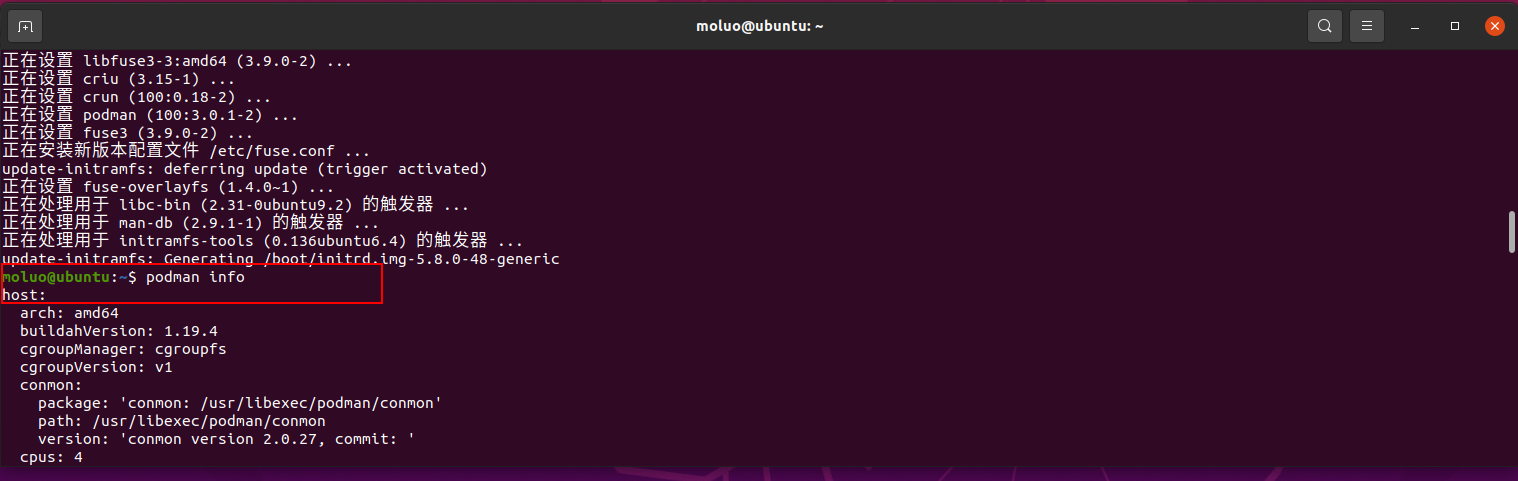 moluo@ubuntu: ~
正在设置 libfuse3-3:amd64 (3.9.0-2) ...
正在设置 criu (3.15-1) ...
正在设置 crun (100:0.18-2) ...
正在设置 podman (100:3.0.1-2) ...
正在设置 fuse3 (3.9.0-2) ...
正在安装新版本配置文件 /etc/fuse.conf ...
update-initramfs: deferring update (trigger activated)
正在设置 fuse-overlayfs (1.4.0~1) ...
正在处理用于 libc-bin (2.31-0ubuntu9.2) 的触发器 ...
正在处理用于 man-db (2.9.1-1) 的触发器 ...
正在处理用于 initramfs-tools (0.136ubuntu6.4) 的触发器 ...
update-initramfs: Generating /boot/initrd.img-5.8.0-48-generic
moluo@ubuntu:~$ podman info
host:
  arch: amd64
  buildahVersion: 1.19.4
  cgroupManager: cgroupfs
  cgroupVersion: v1
  conmon:
    package: 'conmon: /usr/libexec/podman/conmon'
    path: /usr/libexec/podman/conmon
    version: 'conmon version 2.0.27, commit: '
  cpus: 4